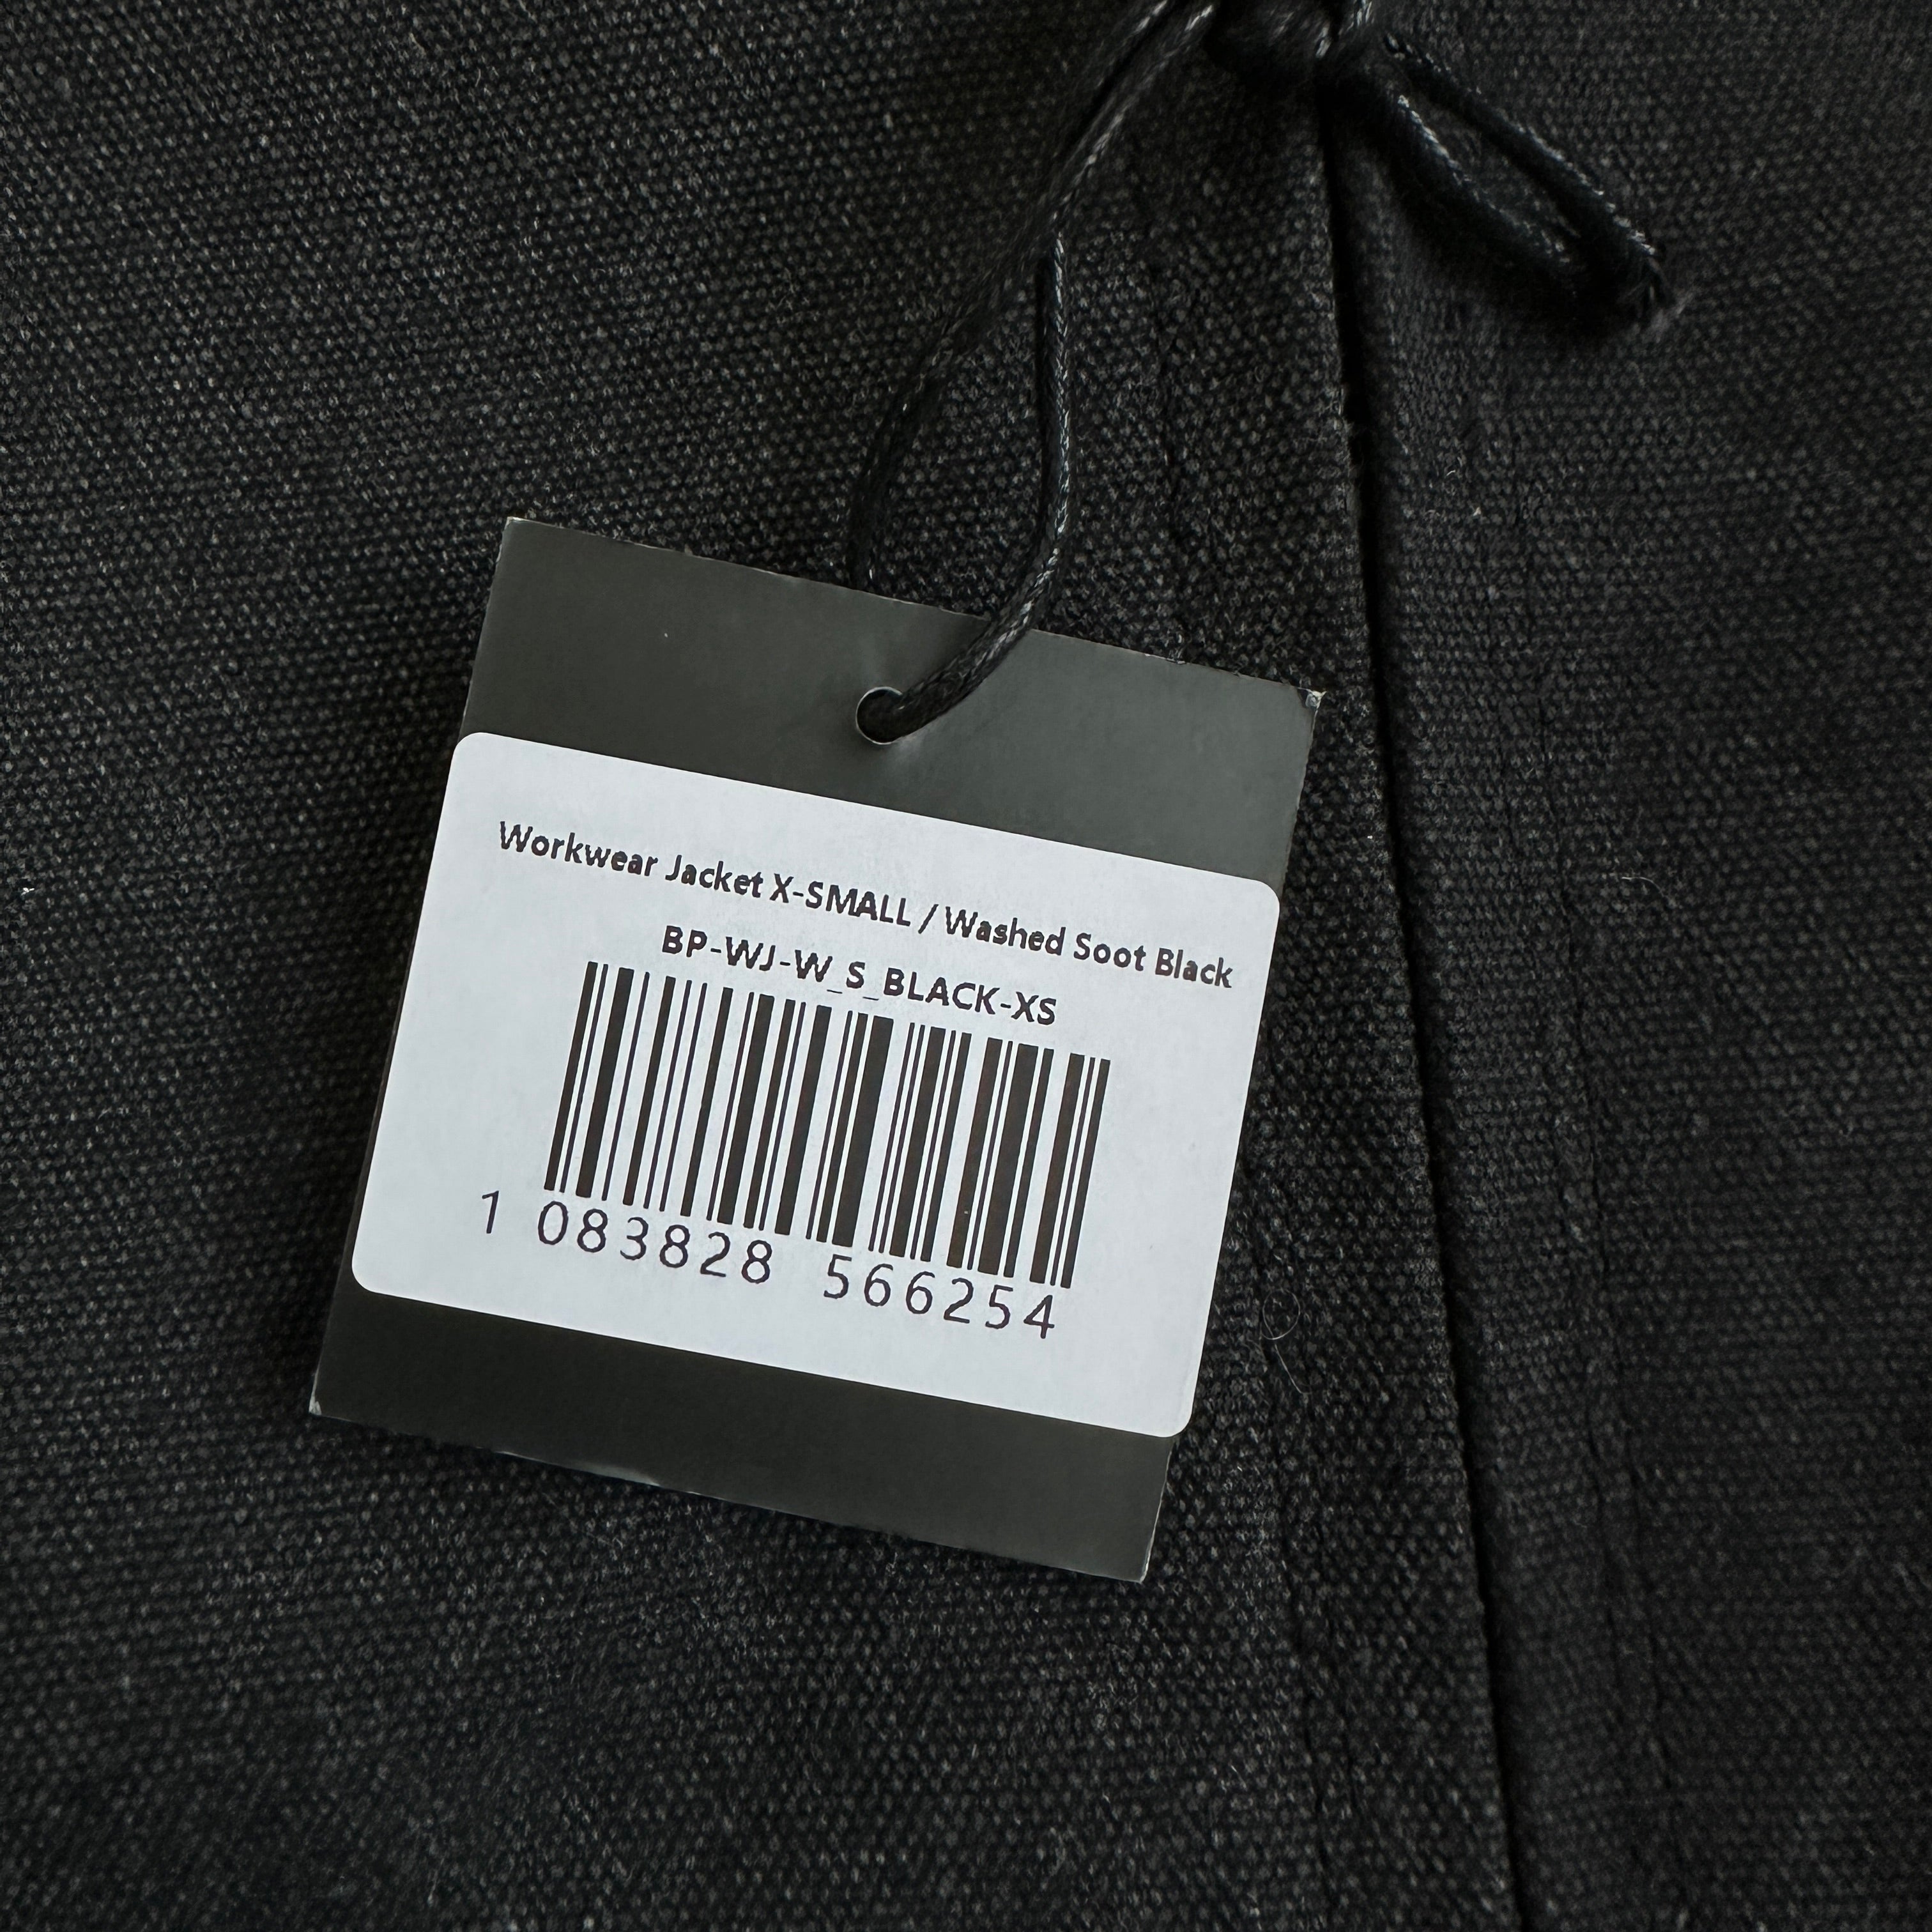 Workwear Jacket X-SMALL / Washed Soot Black
BP-WJ-W_S_BLACK-XS
1 083828 566254